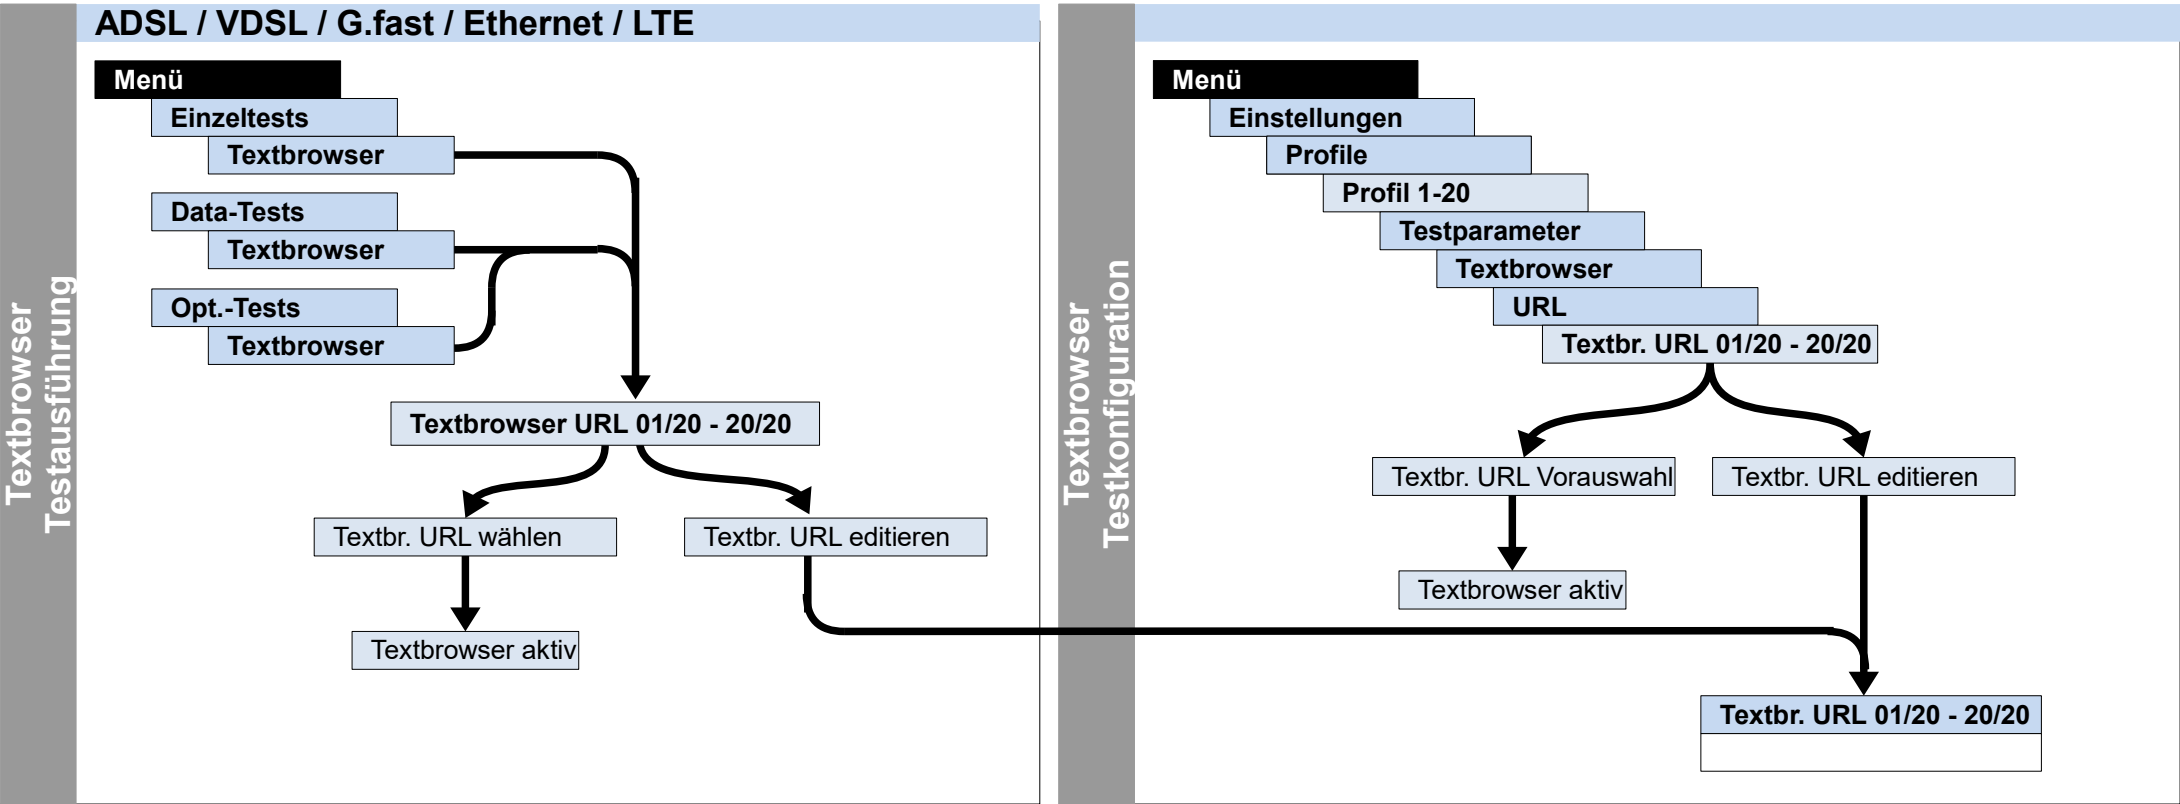 Textbrowser
Testausführung
ADSL / VDSL / G.fast / Ethernet / LTE
Menü
Einzeltests
Textbrowser
Data-Tests
Textbrowser
Opt.-Tests
Textbrowser
Textbrowser URL 01/20 - 20/20
Textbr. URL wählen
Textbr. URL editieren
Textbrowser aktiv
Textbrowser
Testkonfiguration
Menü
Einstellungen
Profile
Profil 1-20
Testparameter
Textbrowser
URL
Textbr. URL 01/20 - 20/20
Textbr. URL Vorauswahl
Textbr. URL editieren
Textbrowser aktiv
Textbr. URL 01/20 - 20/20